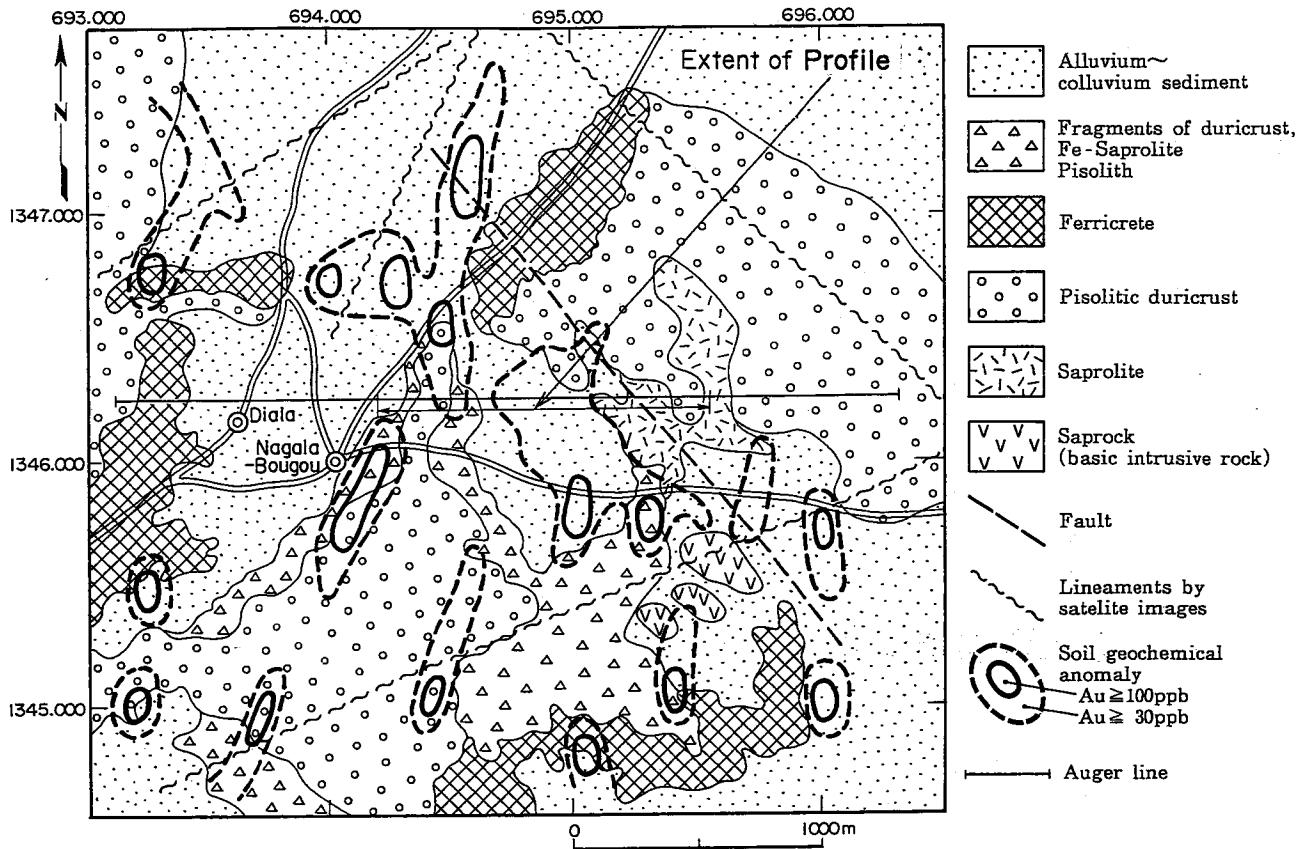 693.000
694.000
695.000
696.000
Extent of Profile
N
1347.000
1346.000
1345.000
Diala
Nagala
-Bougou
0
1000m
Alluvium~
colluvium sediment
Fragments of duricrust,
Fe-Saprolite
Pisolith
Ferricrete
Pisolitic duricrust
Saprolite
Saprock
(basic intrusive rock)
Fault
Lineaments by
satelite images
Soil geochemical
anomaly
Au≧100ppb
Au≧ 30ppb
Auger line